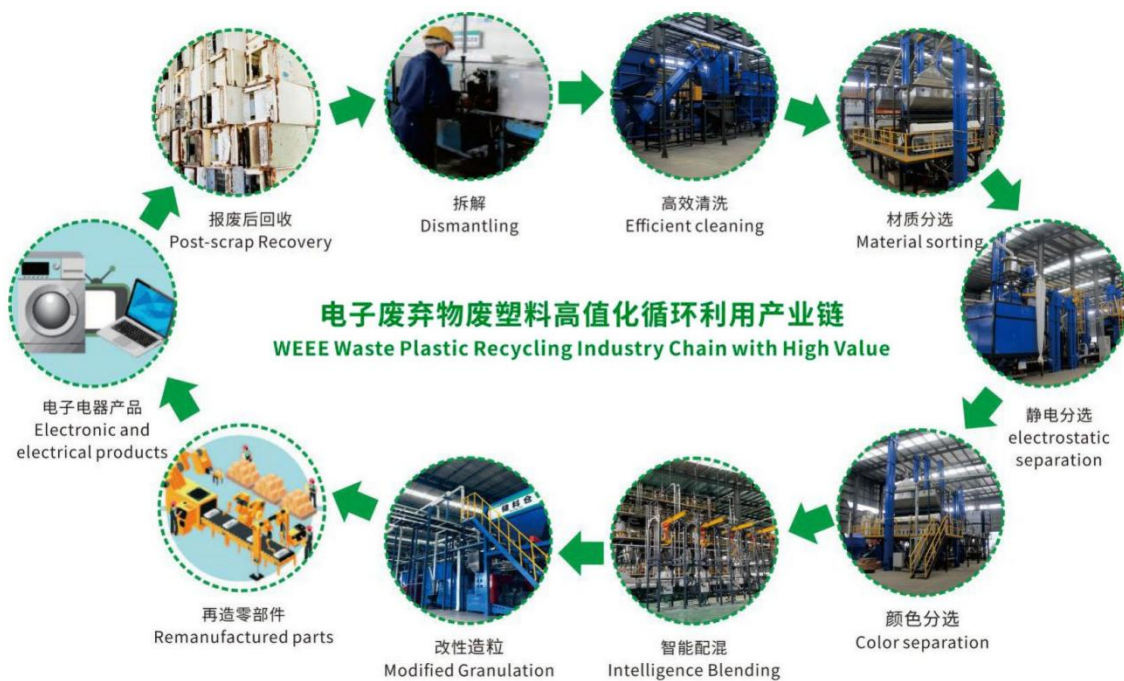 报废后回收
Post-scrap Recovery
拆解
Dismantling
高效清洗
Efficient cleaning
材质分选
Material sorting
电子废弃物废塑料高值化循环利用产业链
WEEE Waste Plastic Recycling Industry Chain with High Value
静电分选
electrostatic
separation
颜色分选
Color separation
智能配混
Intelligence Blending
储料仓
改性造粒
Modified Granulation
再造零部件
Remanufactured parts
电子电器产品
Electronic and
electrical products